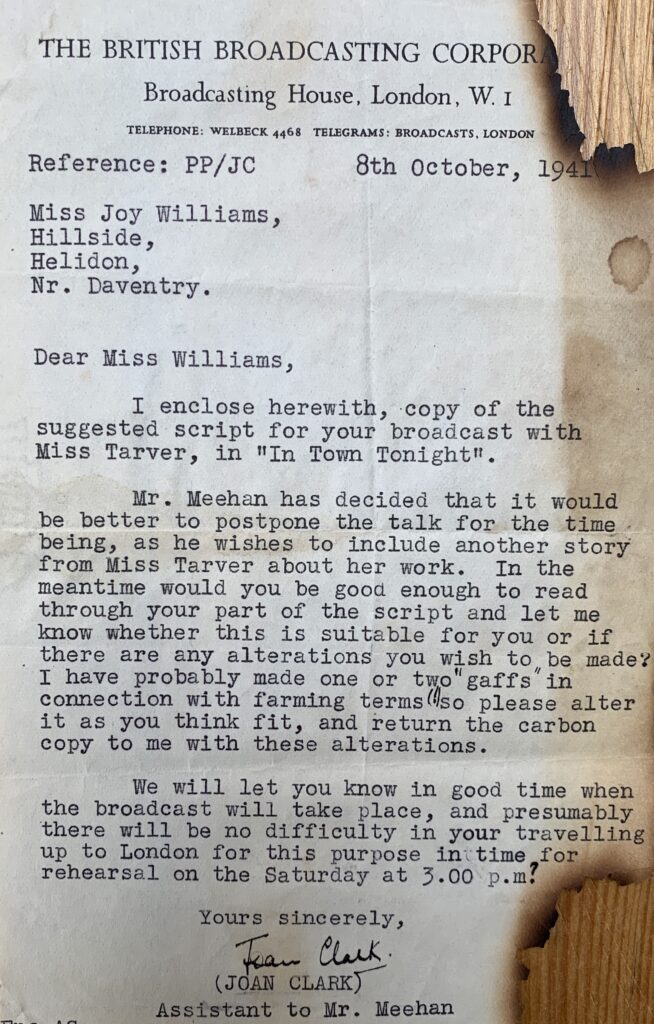 THE BRITISH BROADCASTING CORPORA
Broadcasting House, London, W. 1
TELEPHONE: WELBECK 4468 TELEGRAMS: BROADCASTS, LONDON
Reference: PP/JC 8th October, 1941
Miss Joy Williams,
Hillside,
Helidon,
Nr. Daventry.
Dear Miss Williams,
I enclose herewith, copy of the
suggested script for your broadcast with
Miss Tarver, in "In Town Tonight".
Mr. Meehan has decided that it would
be better to postpone the talk for the time
being, as he wishes to include another story
from Miss Tarver about her work. In the
meantime would you be good enough to read
through your part of the script and let me
know whether this is suitable for you or if
there are any alterations you wish to be made?
I have probably made one or two "gaffs" in
connection with farming terms so please alter
it as you think fit, and return the carbon
copy to me with these alterations.
We will let you know in good time when
the broadcast will take place, and presumably
there will be no difficulty in your travelling
up to London for this purpose in time for
rehearsal on the Saturday at 3.00 p.m?
Yours sincerely,
Joan Clark.
(JOAN CLARK)
Assistant to Mr. Meehan